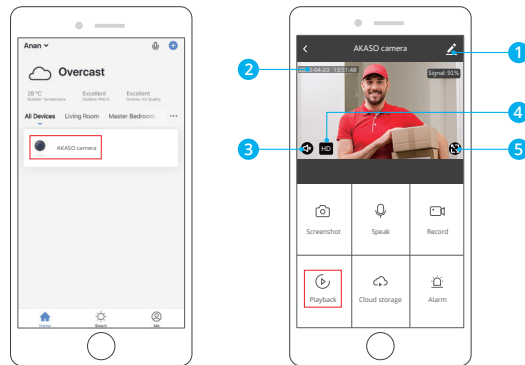 Anan
Overcast
28 °C
Excellent
Excellent
Outdoor Temperature
Outdoor PM2.5
Outdoor Air Quality
All Devices
Living Room
Master Bedroom
AKASO camera
Home
Smart
Me
AKASO camera
1
2
13:51:48
Signal: 91%
4
HD
3
5
Screenshot
Speak
Record
Playback
Cloud storage
Alarm